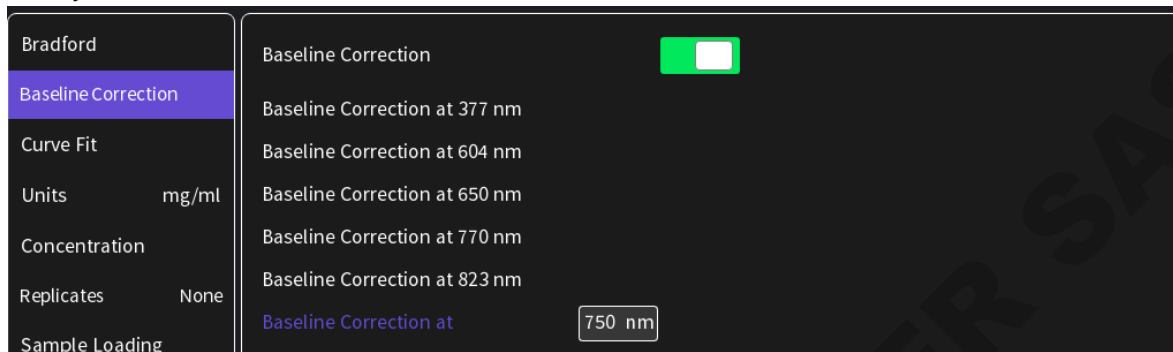 Bradford
Baseline Correction
Curve Fit
Units mg/ml
Concentration
Replicates None
Sample Loading
Baseline Correction
Baseline Correction at 377 nm
Baseline Correction at 604 nm
Baseline Correction at 650 nm
Baseline Correction at 770 nm
Baseline Correction at 823 nm
Baseline Correction at 750 nm